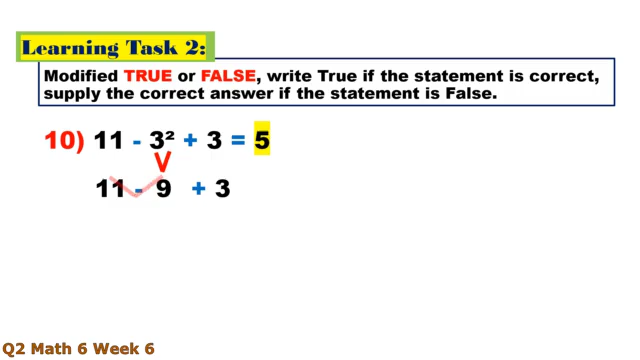 Learning Task 2:
Modified TRUE or FALSE, write True if the statement is correct,
supply the correct answer if the statement is False.
10) 11 - 3² + 3 = 5
11 - 9 + 3
Q2 Math 6 Week 6